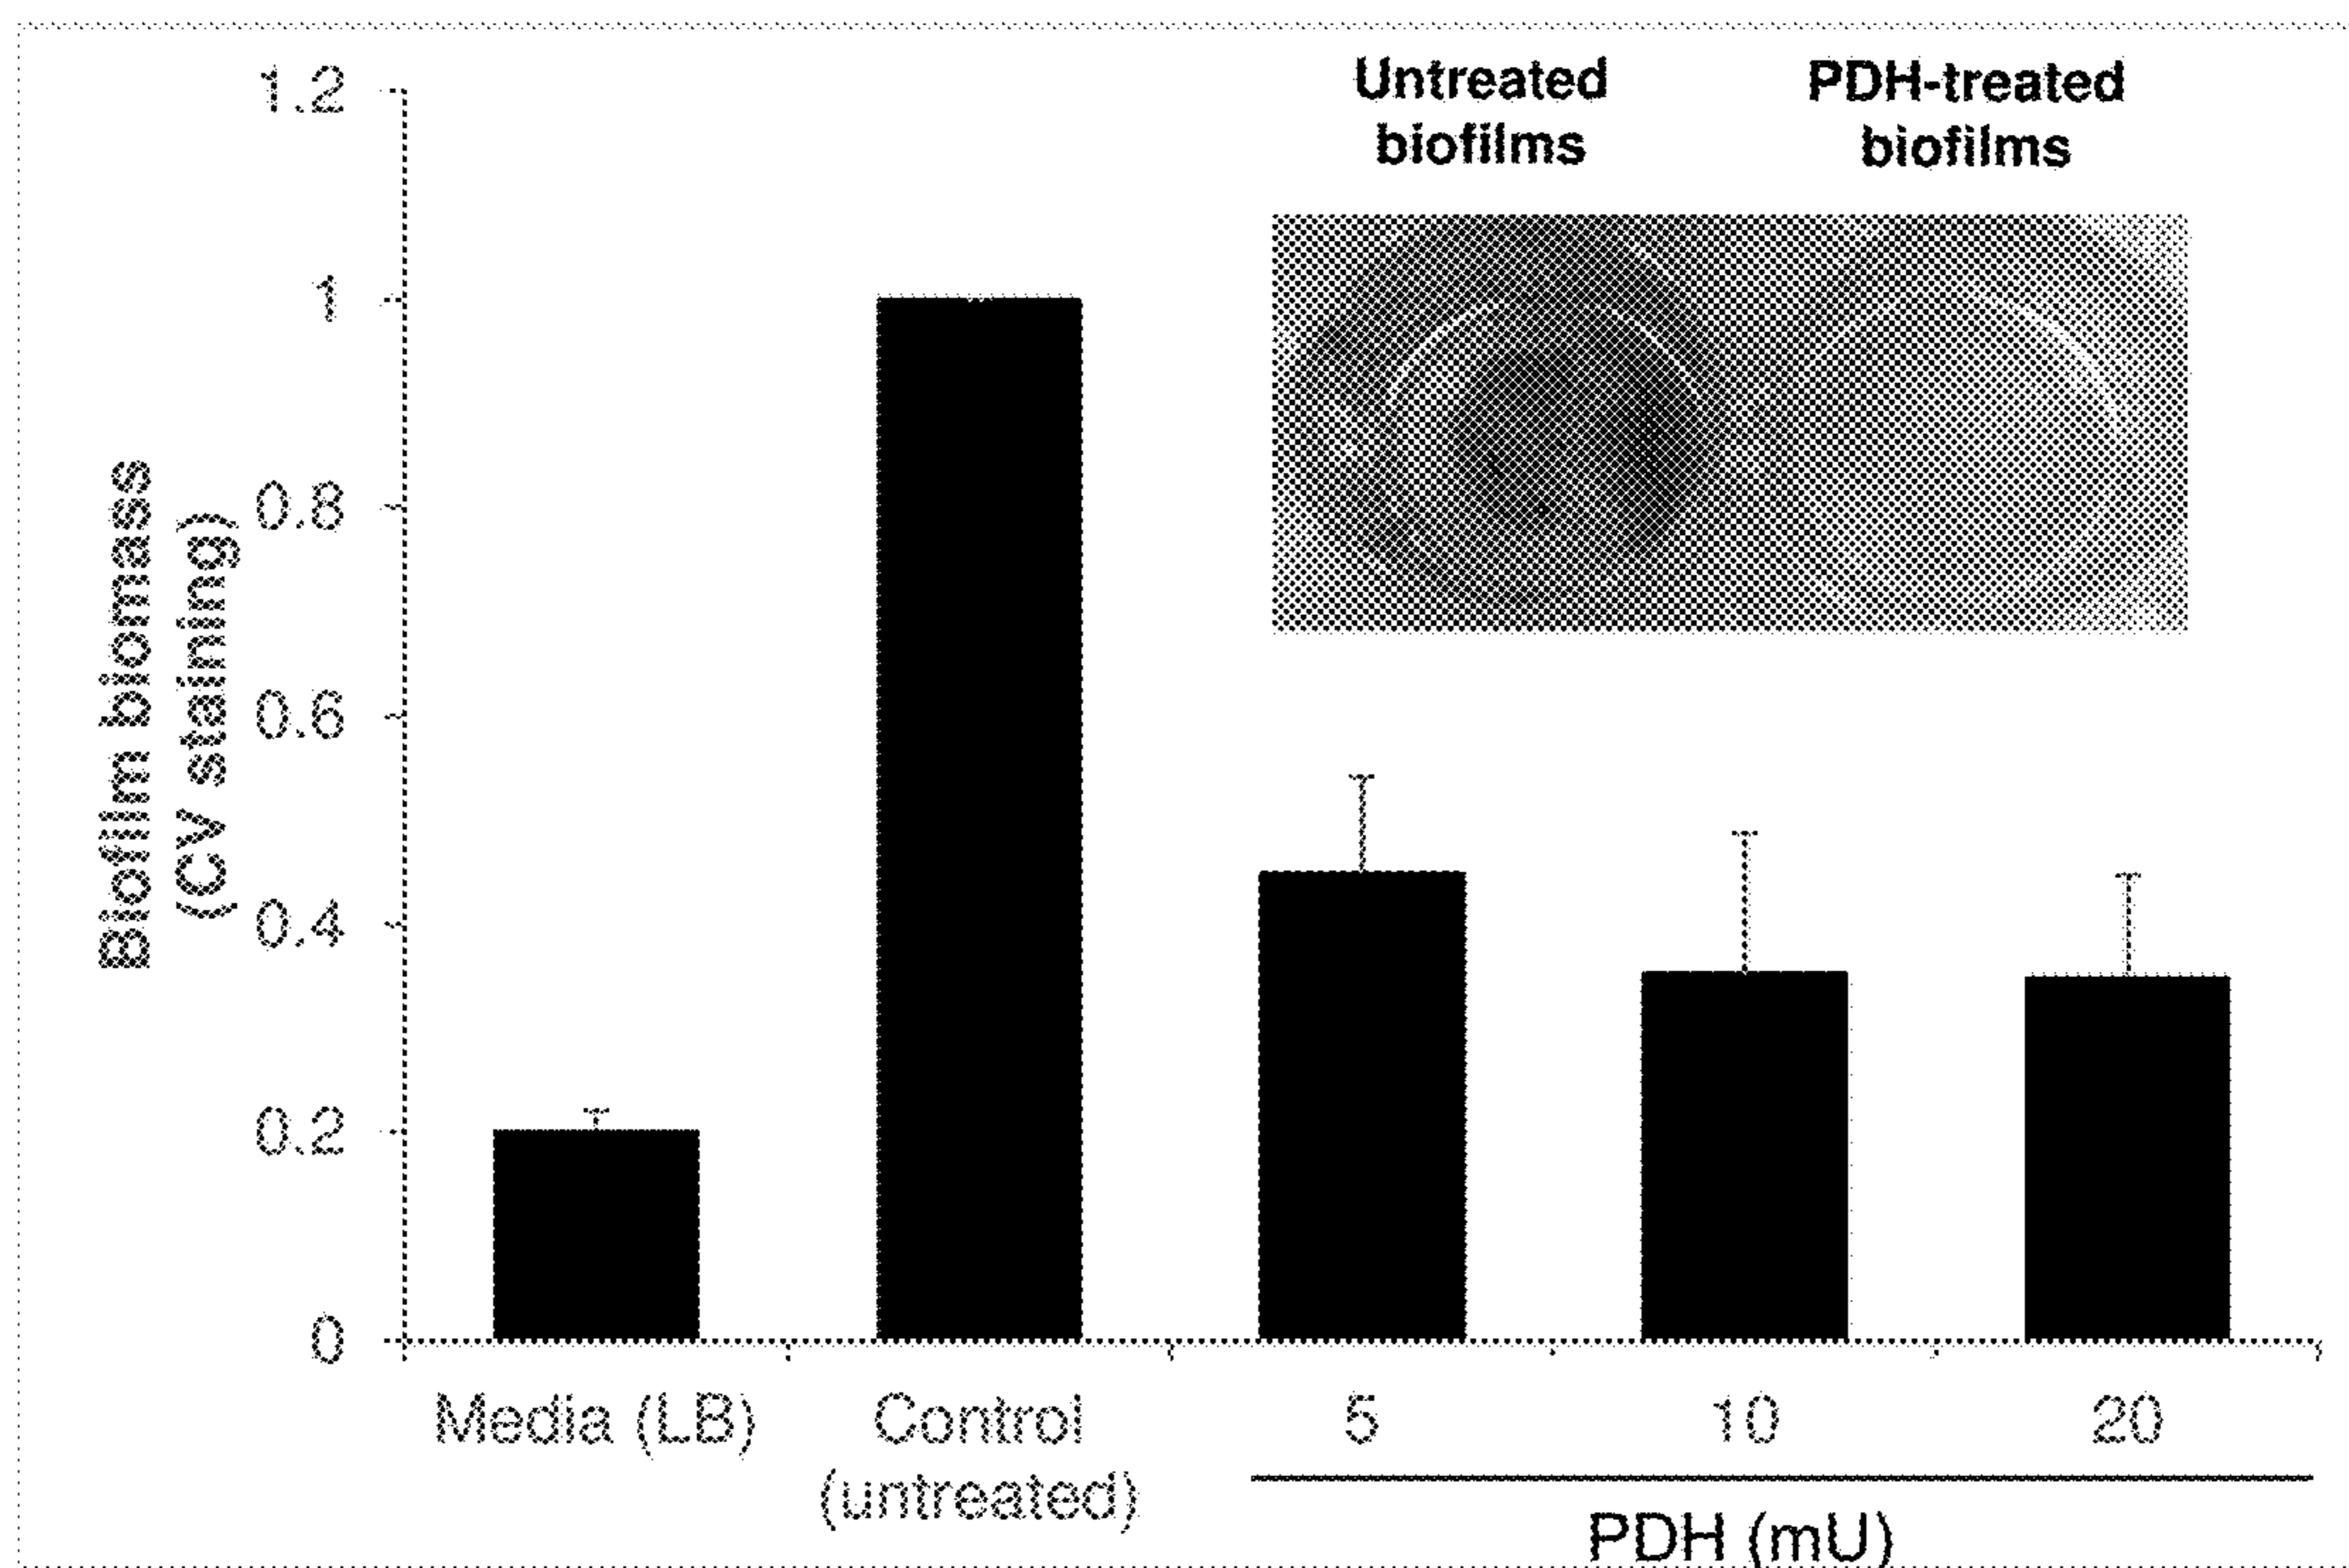 Untreated
biofilms
PDH-treated
biofilms
Biofilm biomass
(CV staining)
1.2
1
0.8
0.6
0.4
0.2
0
Media (LB)
Control
(untreated)
5
10
20
PDH (mU)